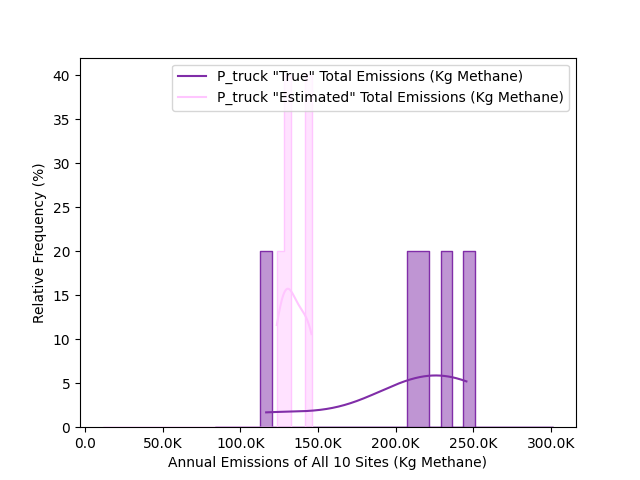 P_truck "True" Total Emissions (Kg Methane)
P_truck "Estimated" Total Emissions (Kg Methane)
Relative Frequency (%)
40
35
30
25
20
15
10
5
0
0.0 50.0K 100.0K 150.0K 200.0K 250.0K 300.0K
Annual Emissions of All 10 Sites (Kg Methane)